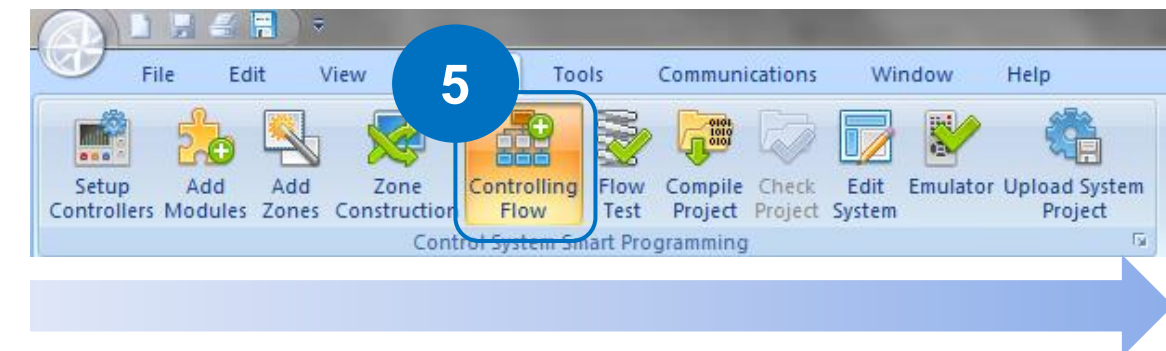 5
File Edit View Tools Communications Window Help
Setup Controllers
Add Modules
Add Zones
Zone Construction
Controlling Flow
Flow Test
Compile Project
Check Project
Edit System
Emulator
Upload System Project
Control System Smart Programming